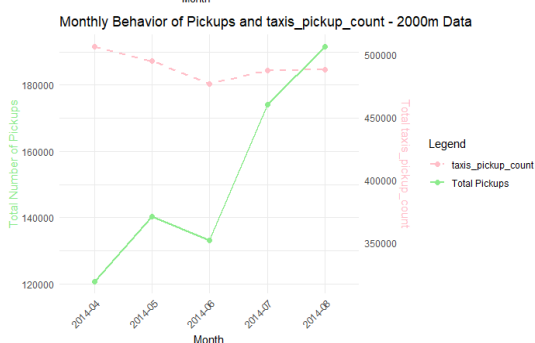 Month
Monthly Behavior of Pickups and taxis_pickup_count - 2000m Data
Total Number of Pickups
180000
160000
140000
120000
500000
450000
400000
350000
Total taxis_pickup_count
Legend
taxis_pickup_count
Total Pickups
2014-04
2014-05
2014-06
2014-07
2014-08
Month